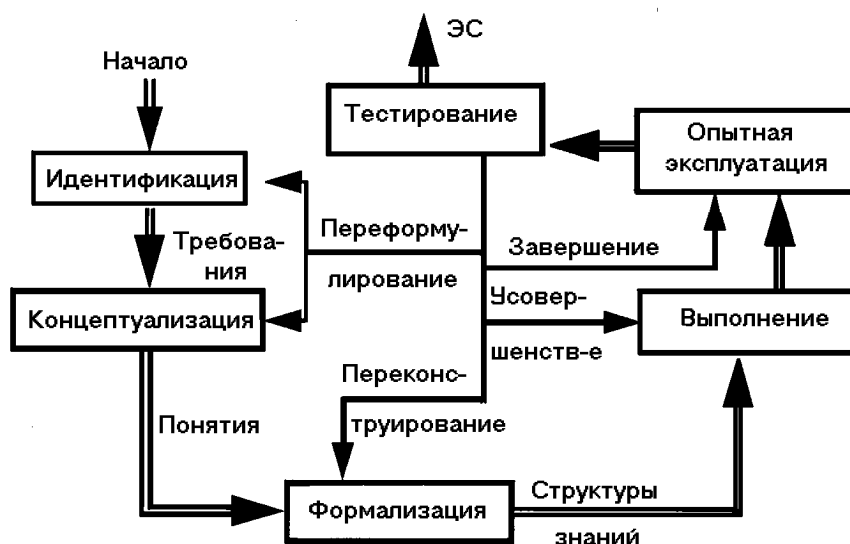 ЭС
Начало
Тестирование
Опытная
эксплуатация
Идентификация
Требова-
ния
Переформу-
лирование
Завершение
Усовер-
шенств-е
Концептуализация
Выполнение
Переконс-
труирование
Понятия
Формализация
Структуры
знаний